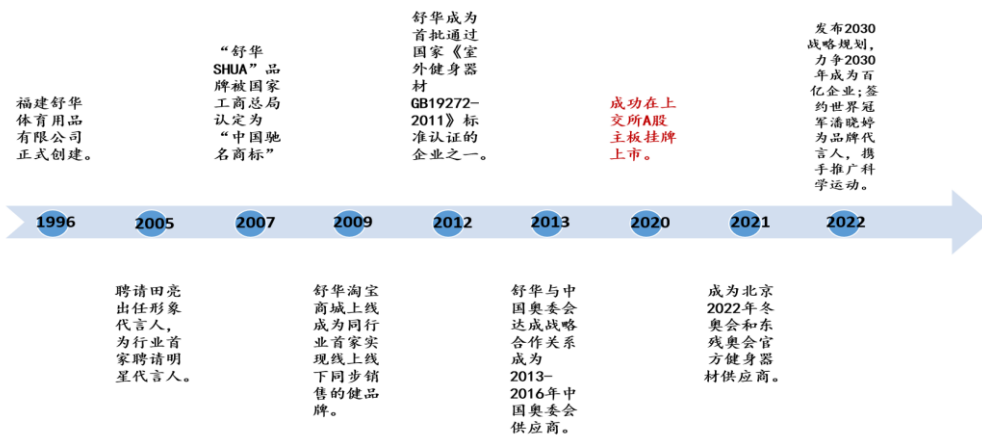 福建舒华
体育用品
有限公司
正式创建。
“舒华
SHUA”品
牌被国家
工商总局
认定为
“中国驰
名商标”
舒华成为
首批通过
国家《室
外健身器
材
GB19272-
2011》标
准认证的
企业之一。
成功在上
交所A股
主板挂牌
上市。
发布2030
战略规划,
力争2030
年成为百
亿企业;签
约世界冠
军潘晓婷
为品牌代
言人，携
手推广科
学运动。
1996
2005
2007
2009
2012
2013
2020
2021
2022
聘请田亮
出任形象
代言人，
为行业首
家聘请明
星代言人。
舒华淘宝
商城上线
成为同行
业首家实
现线上线
下同步销
售的健品
牌。
舒华与中
国奥委会
达成战略
合作关系
成为
2013-
2016年中
国奥委会
供应商。
成为北京
2022年冬
奥会和东
残奥会官
方健身器
材供应商。